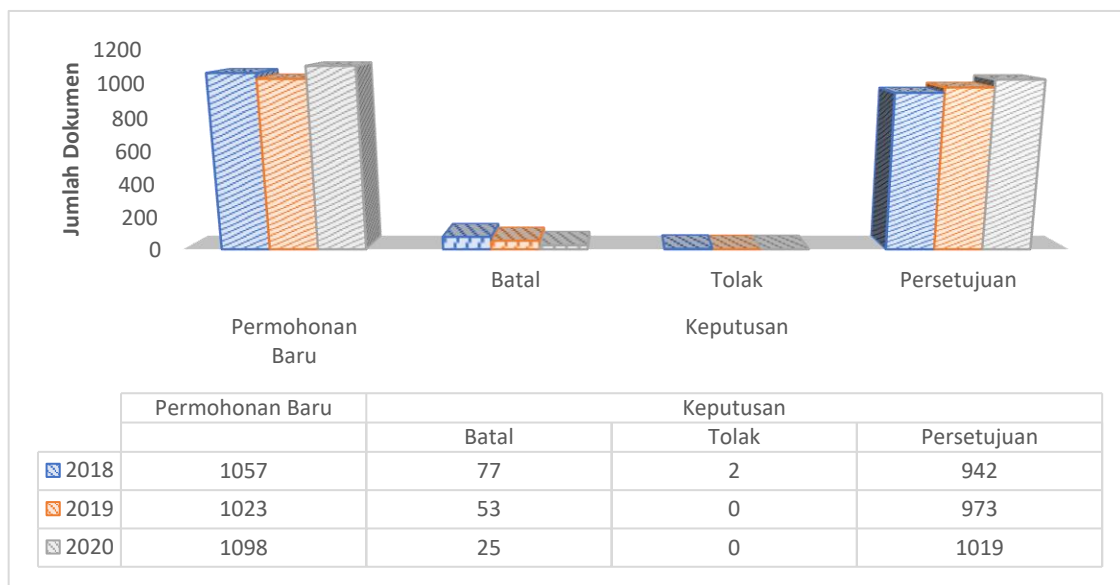 Jumlah Dokumen
1200
1000
800
600
400
200
0
Batal Tolak Persetujuan
Permohonan Keputusan
Baru
Permohonan Baru Keputusan
Batal Tolak Persetujuan
2018 1057 77 2 942
2019 1023 53 0 973
2020 1098 25 0 1019